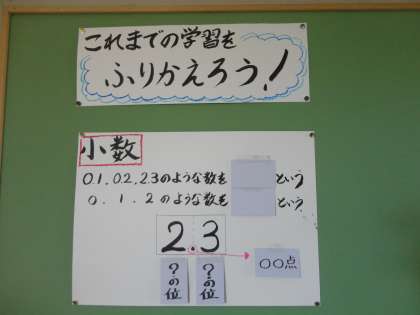 これまでの学習を
ふりかえろう!
小数
0.1, 0.2, 2.3のような数を　　という
0. 1. 2のような数を　　という.
2.3
○○点
?の位
?の位